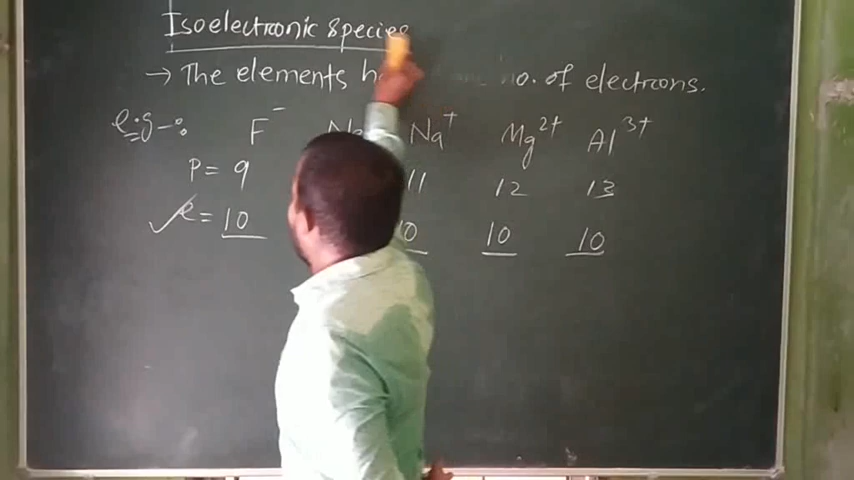 Isoelectronic Species
→ The elements no. of electrons.
e.g-: F⁻ Na⁺ Mg²⁺ Al³⁺
P = 9 11 12 13
✓e = 10 10 10 10